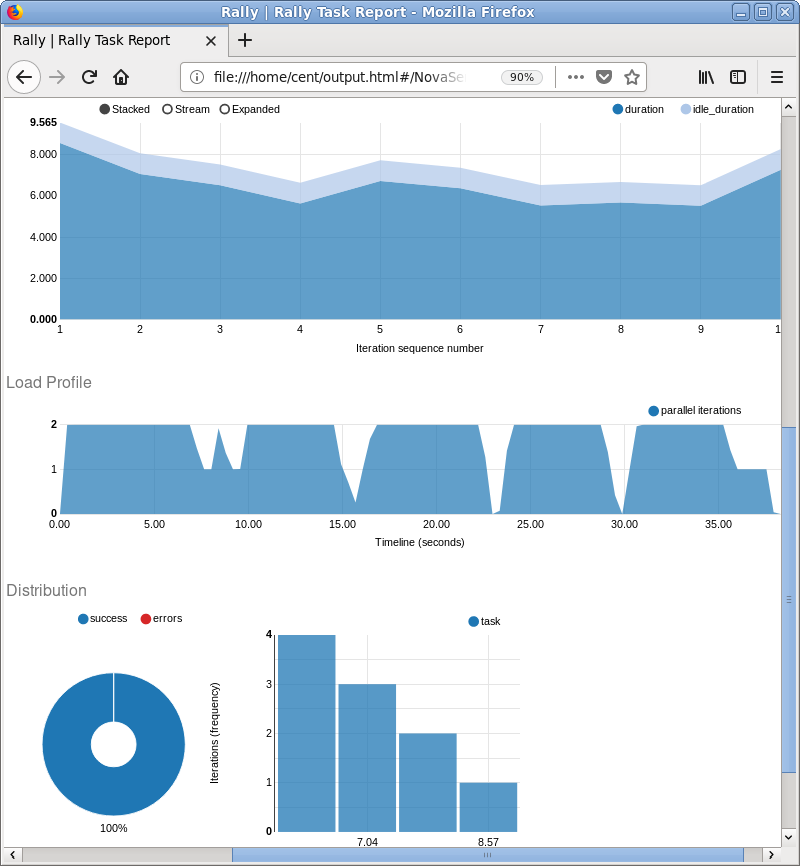 Rally | Rally Task Report - Mozilla Firefox
Rally | Rally Task Report
file:///home/cent/output.html#/NovaSe
90%
Stacked Stream Expanded duration idle_duration
9.565
8.000
6.000
4.000
2.000
0.000
1 2 3 4 5 6 7 8 9 1
Iteration sequence number
Load Profile
parallel iterations
2
1
0
0.00 5.00 10.00 15.00 20.00 25.00 30.00 35.00
Timeline (seconds)
Distribution
success errors
100%
task
Iterations (frequency)
4
3
2
1
0
7.04 8.57